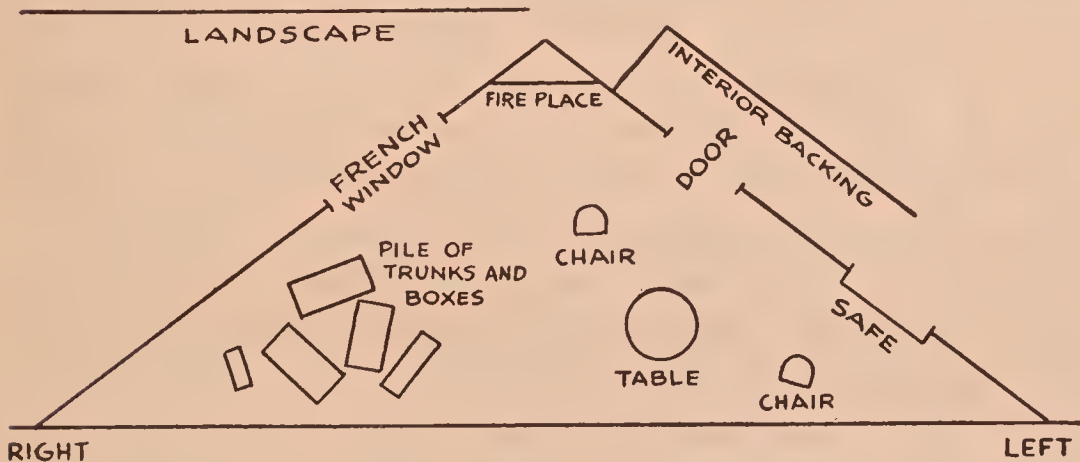 LANDSCAPE
FIRE PLACE
INTERIOR BACKING
FRENCH
WINDOW
DOOR
CHAIR
PILE OF
TRUNKS AND
BOXES
SAFE
TABLE
CHAIR
RIGHT
LEFT